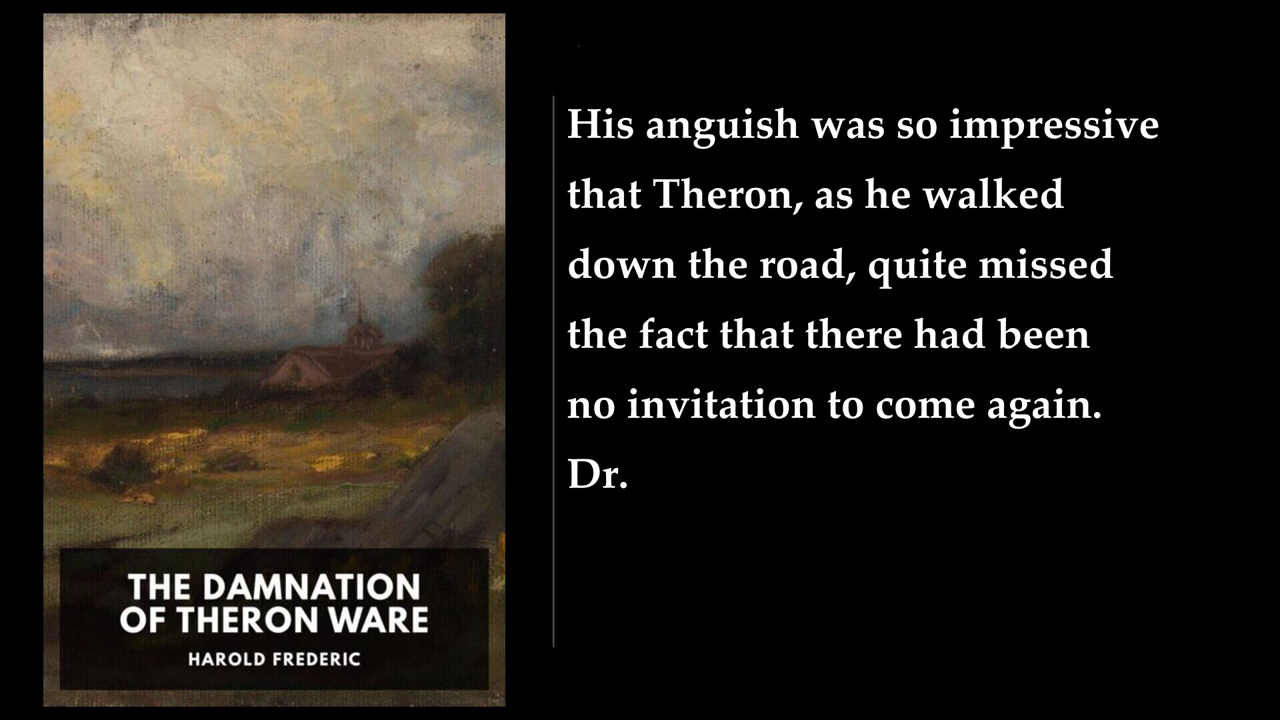 His anguish was so impressive
that Theron, as he walked
down the road, quite missed
the fact that there had been
no invitation to come again.
Dr.
THE DAMNATION
OF THERON WARE
HAROLD FREDERIC